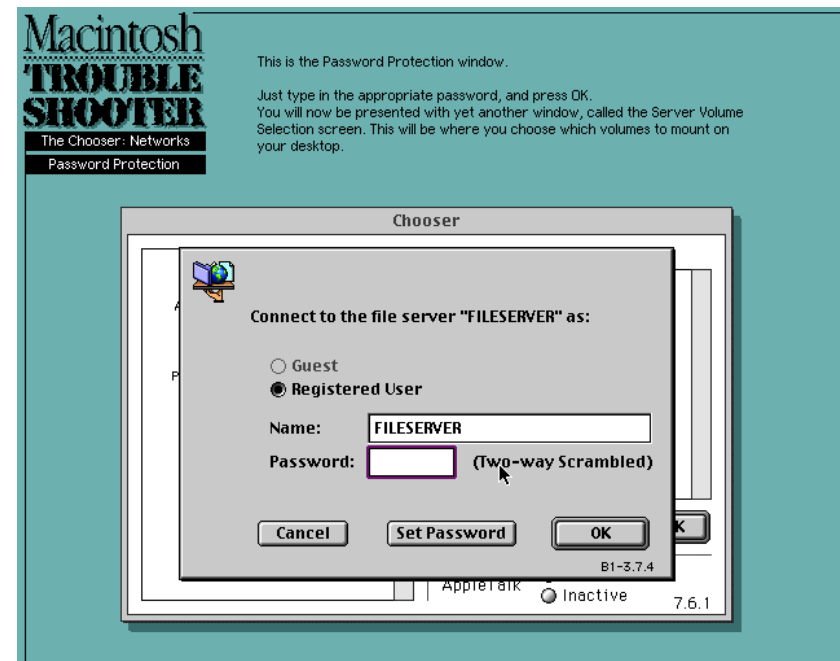 Macintosh
TROUBLE
SHOOTER
The Chooser: Networks
Password Protection
This is the Password Protection window.
Just type in the appropriate password, and press OK.
You will now be presented with yet another window, called the Server Volume
Selection screen. This will be where you choose which volumes to mount on
your desktop.
Chooser
A
P
Connect to the file server "FILESERVER" as:
Guest
Registered User
Name: FILESERVER
Password: (Two-way Scrambled)
Cancel Set Password OK
K
B1-3.7.4
AppleTalk
Inactive
7.6.1